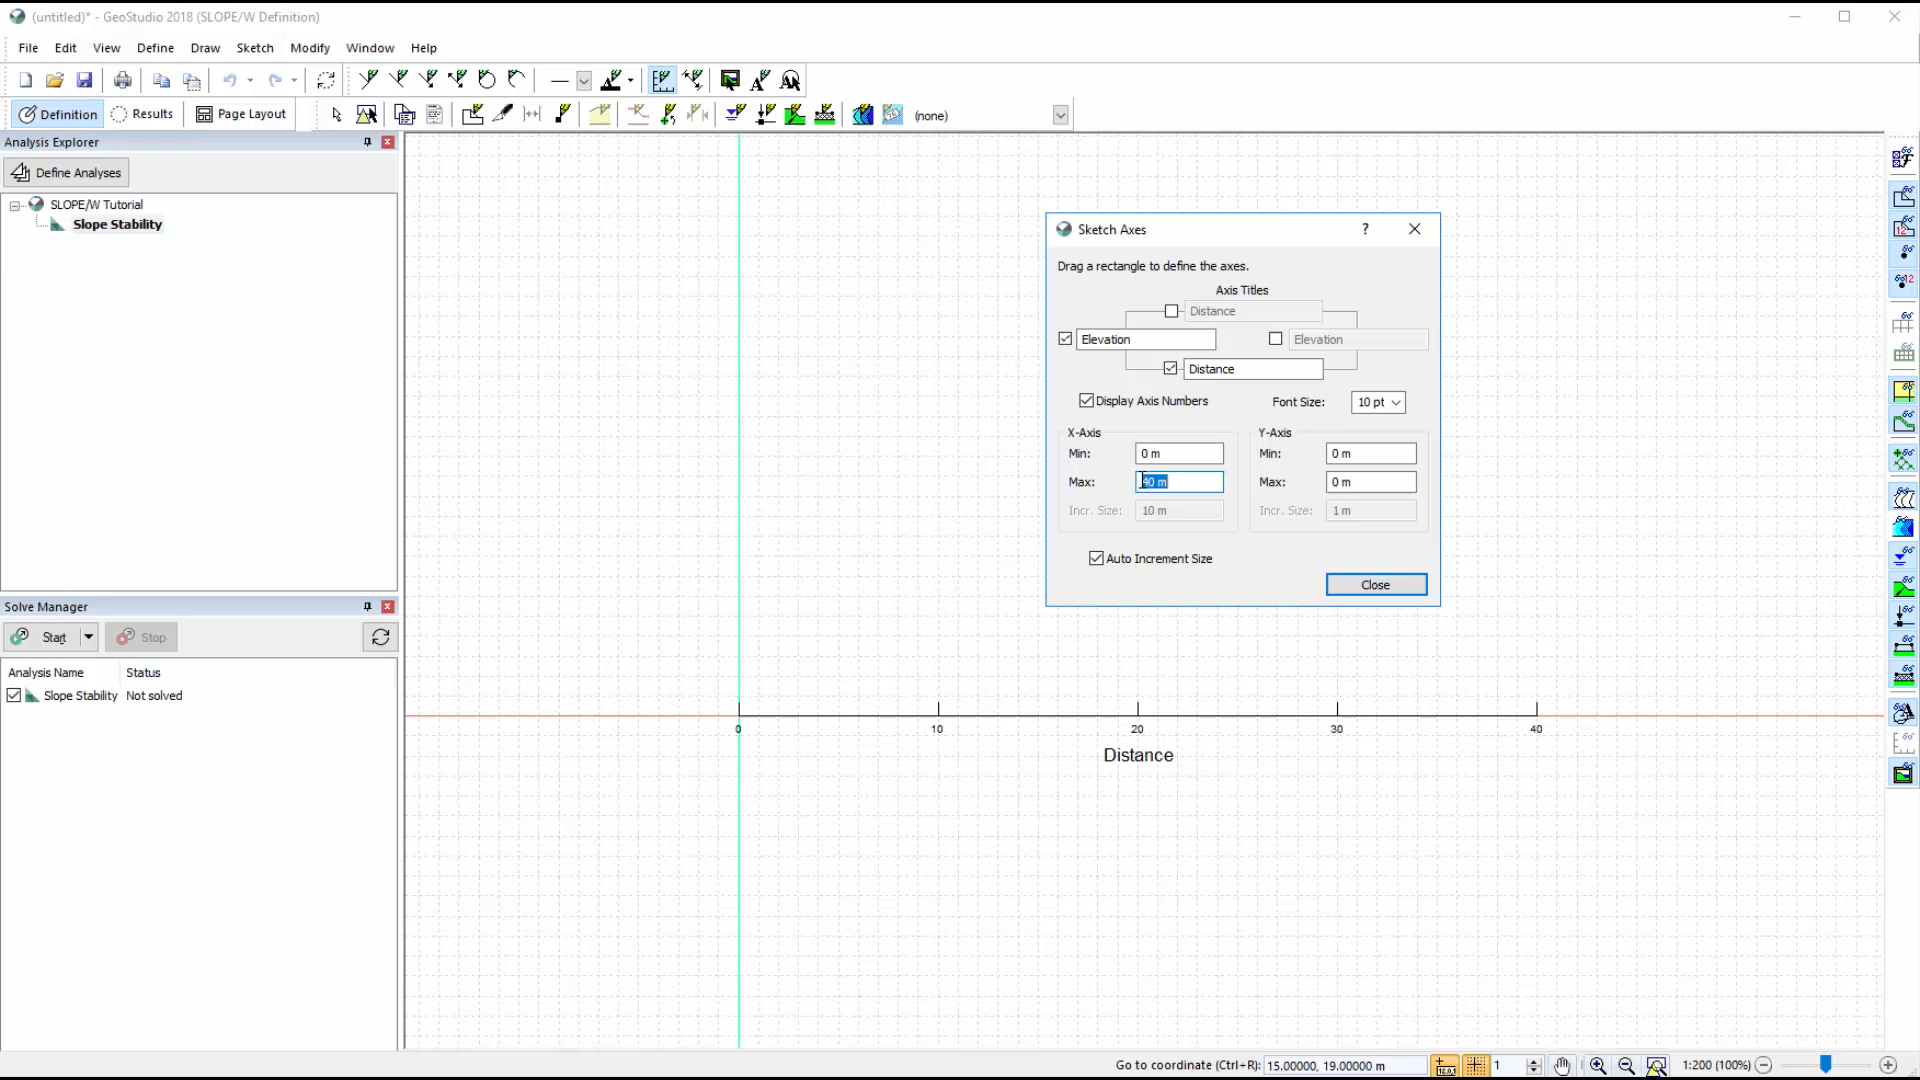 (untitled)* - GeoStudio 2018 (SLOPE/W Definition)
File Edit View Define Draw Sketch Modify Window Help
Definition Results Page Layout (none)
Analysis Explorer
Define Analyses
SLOPE/W Tutorial
Slope Stability
Sketch Axes ?
Drag a rectangle to define the axes.
Axis Titles
Distance
Elevation Elevation
Distance
Display Axis Numbers Font Size: 10 pt
X-Axis Y-Axis
Min: 0 m Min: 0 m
Max: 40 m Max: 0 m
Incr. Size: 10 m Incr. Size: 1 m
Auto Increment Size
Close
Solve Manager
Start Stop
Analysis Name Status
Slope Stability Not solved
0 10 20 30 40
Distance
Go to coordinate (Ctrl+R): 15.00000, 19.00000 m 1 1:200 (100%)